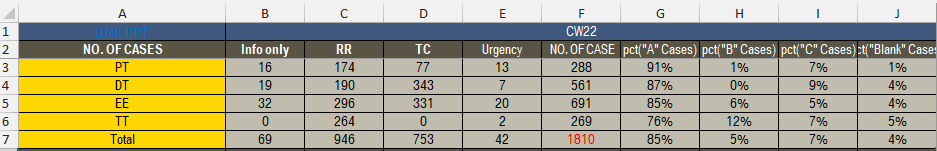 A B C D E F G H I J
1 LINE PPT CW22
2 NO. OF CASES Info only RR TC Urgency NO. OF CASE pct("A" Cases) pct("B" Cases) pct("C" Cases) ct("Blank" Cases
3 PT 16 174 77 13 288 91% 1% 7% 1%
4 DT 19 190 343 7 561 87% 0% 9% 4%
5 EE 32 296 331 20 691 85% 6% 5% 4%
6 TT 0 264 0 2 269 76% 12% 7% 5%
7 Total 69 946 753 42 1810 85% 5% 7% 4%